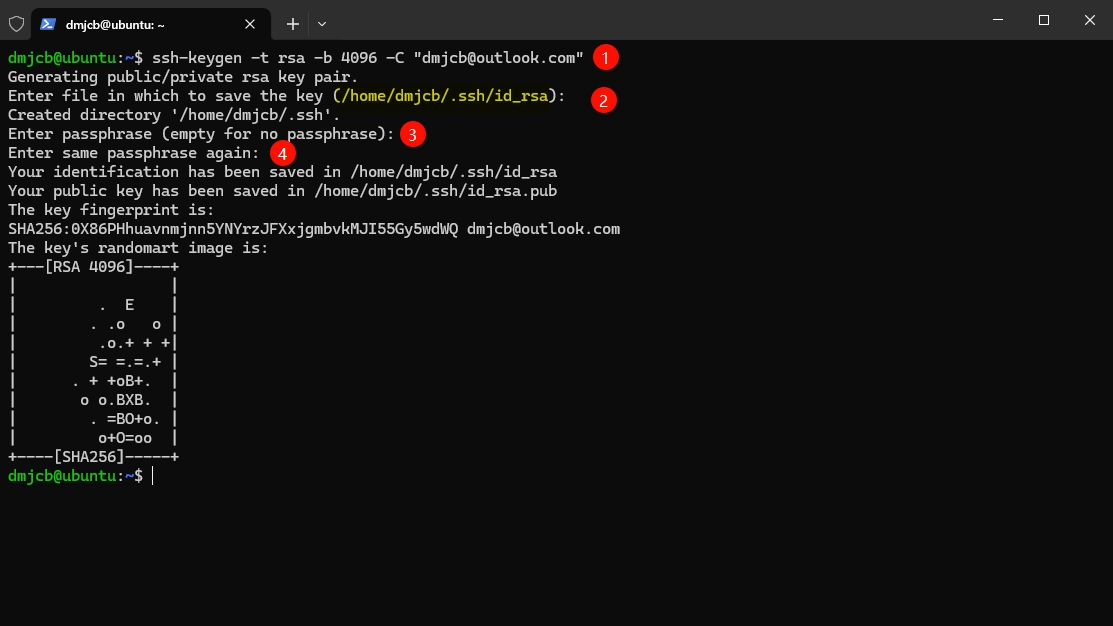 dmjcb@ubuntu: ~
dmjcb@ubuntu:~$ ssh-keygen -t rsa -b 4096 -C "dmjcb@outlook.com" 1
Generating public/private rsa key pair.
Enter file in which to save the key (/home/dmjcb/.ssh/id_rsa): 2
Created directory '/home/dmjcb/.ssh'.
Enter passphrase (empty for no passphrase): 3
Enter same passphrase again: 4
Your identification has been saved in /home/dmjcb/.ssh/id_rsa
Your public key has been saved in /home/dmjcb/.ssh/id_rsa.pub
The key fingerprint is:
SHA256:0X86PHhuavnmjnn5YNYrzJFXxjgmbvkMJI55Gy5wdWQ dmjcb@outlook.com
The key's randomart image is:
+---[RSA 4096]----+
|                 |
|         .  E    |
|        . .o   o |
|         .o.+ + +|
|        S= =.=.+ |
|      . + +oB+.  |
|       o o.BXB.  |
|        . =BO+o. |
|         o+O=oo  |
+----[SHA256]-----+
dmjcb@ubuntu:~$